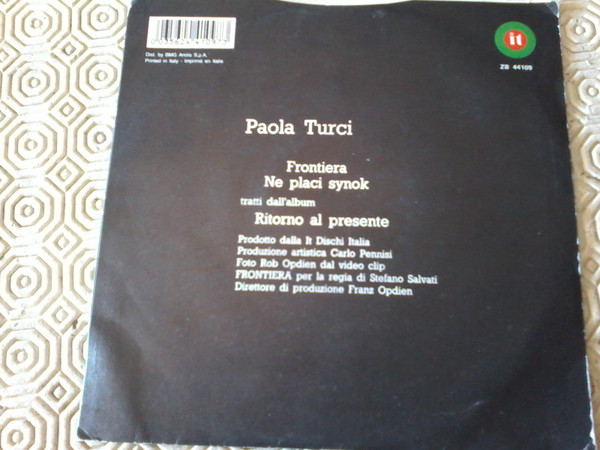 Dist. by BMG Ariola S.p.A.
Printed in Italy - Imprimé en Italie
it
ZB 44109
Paola Turci
Frontiera
Ne placi synok
tratti dall'album
Ritorno al presente
Prodotto dalla It Dischi Italia
Produzione artistica Carlo Pennisi
Foto Rob Opdien dal video clip
FRONTIERA per la regia di Stefano Salvati
Direttore di produzione Franz Opdien